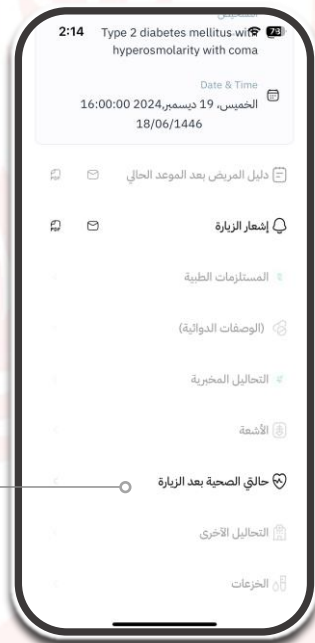 التشخيص
2:14
Type 2 diabetes mellitus with
73
hyperosmolarity with coma
Date & Time
الخميس، 19 ديسمبر,2024 16:00:00
18/06/1446
دليل المريض بعد الموعد الحالي
إشعار الزيارة
المستلزمات الطبية
(الوصفات الدوائية)
التحاليل المخبرية
الأشعة
حالتي الصحية بعد الزيارة
التحاليل الأخرى
الخزعات